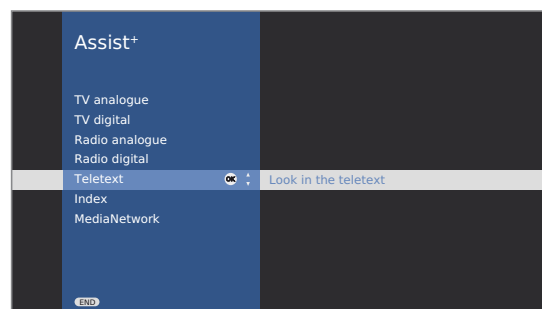 Assist+
TV analogue
TV digital
Radio analogue
Radio digital
Teletext OK Look in the teletext
Index
MediaNetwork
END